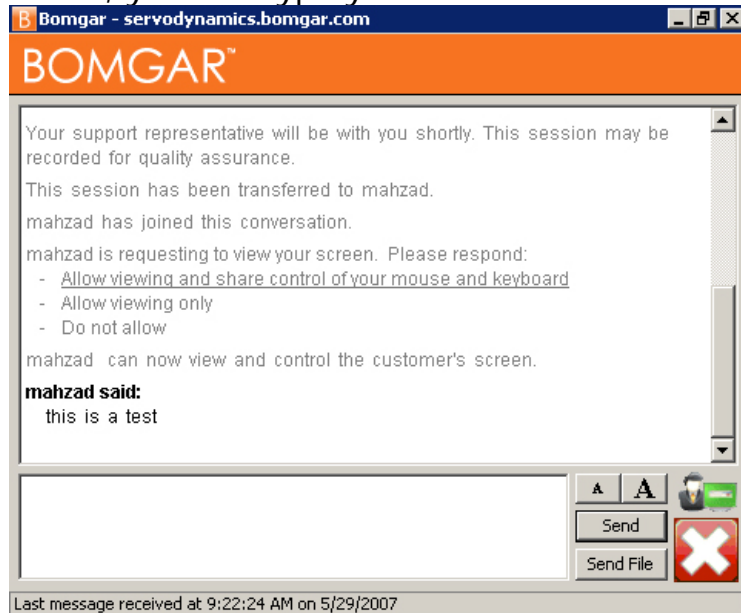 Bomgar - servodynamics.bomgar.com
BOMGAR™
Your support representative will be with you shortly. This session may be
recorded for quality assurance.
This session has been transferred to mahzad.
mahzad has joined this conversation.
mahzad is requesting to view your screen. Please respond:
- Allow viewing and share control of your mouse and keyboard
- Allow viewing only
- Do not allow
mahzad can now view and control the customer's screen.
mahzad said:
this is a test
A A
Send
Send File
Last message received at 9:22:24 AM on 5/29/2007